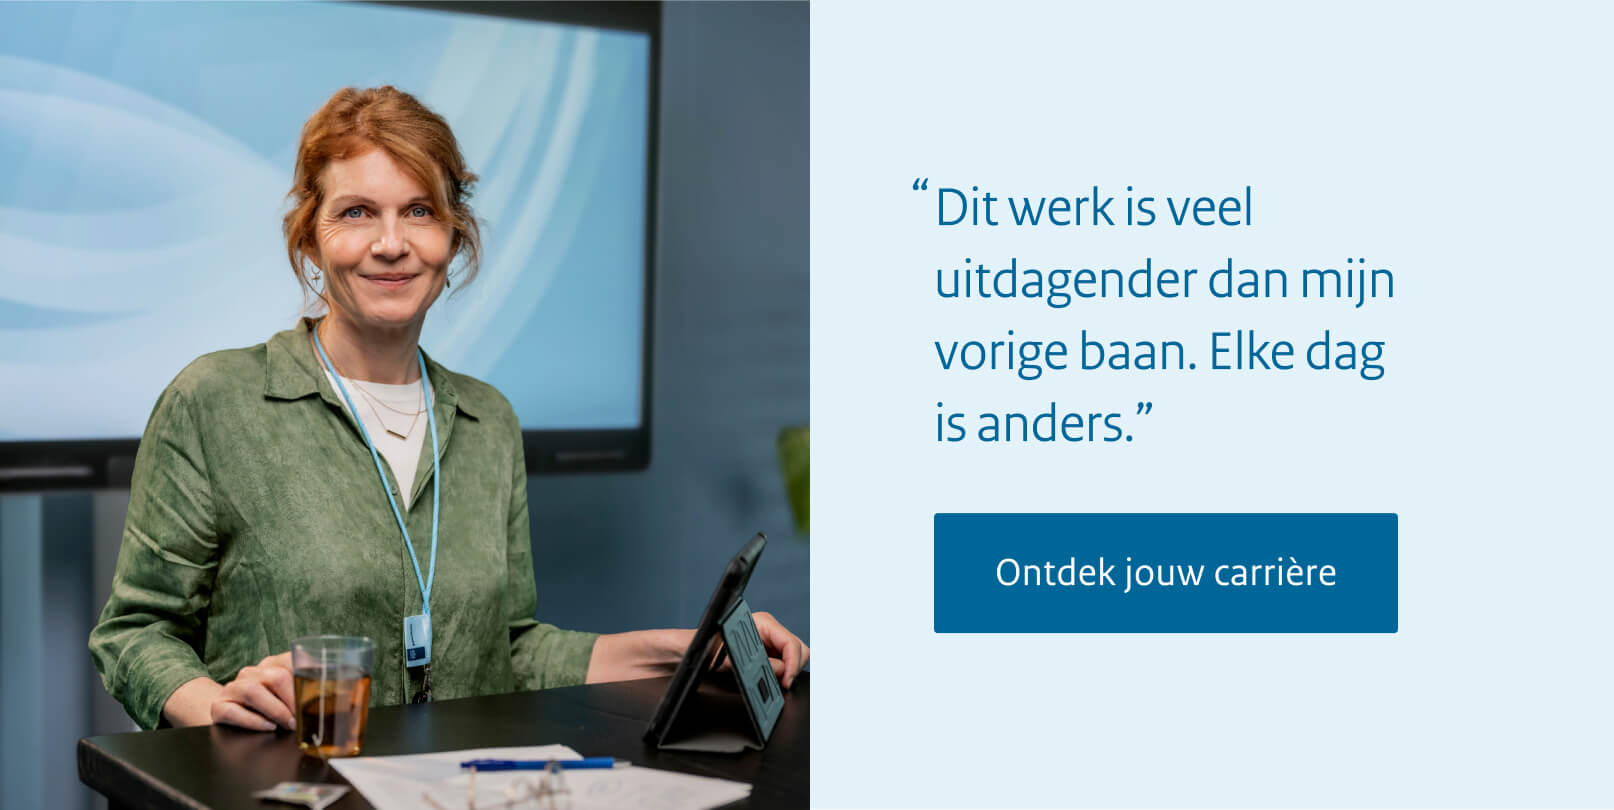 “Dit werk is veel
uitdagender dan mijn
vorige baan. Elke dag
is anders.”
Ontdek jouw carrière